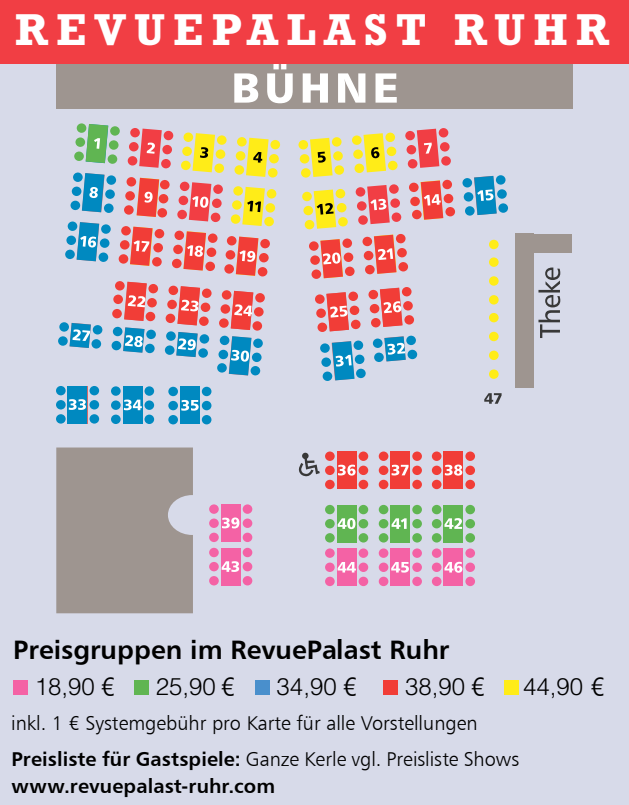 REVUEPALAST RUHR
BÜHNE
1 2 3 4 5 6 7
8 9 10 11 12 13 14 15
16 17 18 19 20 21
22 23 24 25 26
Theke
27 28 29 30 31 32
47
33 34 35
36 37 38
39 40 41 42
43 44 45 46
Preisgruppen im RevuePalast Ruhr
18,90 € 25,90 € 34,90 € 38,90 € 44,90 €
inkl. 1 € Systemgebühr pro Karte für alle Vorstellungen
Preisliste für Gastspiele: Ganze Kerle vgl. Preisliste Shows
www.revuepalast-ruhr.com